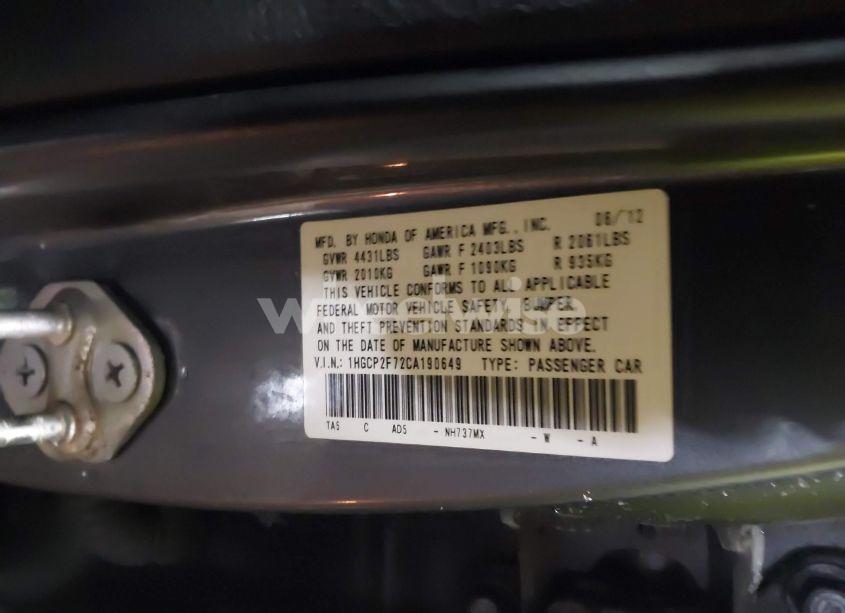 MFD. BY HONDA OF AMERICA MFG., INC. 06/12
GVWR 4431LBS GAWR F 2403LBS R 2061LBS
GVWR 2010KG GAWR F 1090KG R 935KG
THIS VEHICLE CONFORMS TO ALL APPLICABLE
FEDERAL MOTOR VEHICLE SAFETY, BUMPER,
AND THEFT PREVENTION STANDARDS IN EFFECT
ON THE DATE OF MANUFACTURE SHOWN ABOVE.
V.I.N.: 1HGCP2F72CA190649 TYPE: PASSENGER CAR
TA5 C AD5 - NH737MX - W - A